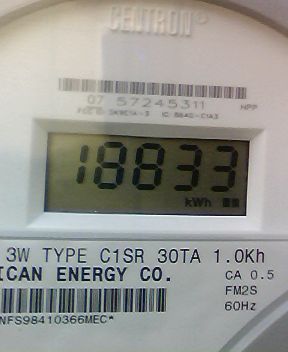 CENTRON®
07 57245311 HPP
18833
kWh
3W TYPE C1SR 30TA 1.0Kh
ICAN ENERGY CO. CA 0.5
FM2S
NFS98410366MEC* 60Hz